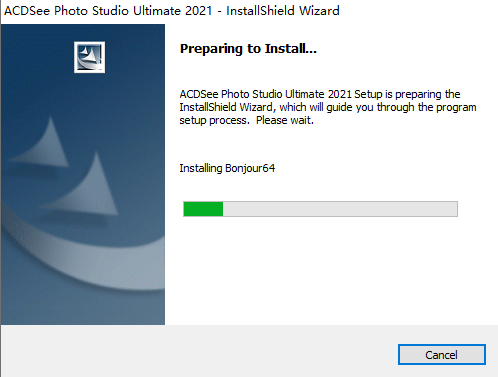 ACDSee Photo Studio Ultimate 2021 - InstallShield Wizard
Preparing to Install...
ACDSee Photo Studio Ultimate 2021 Setup is preparing the
InstallShield Wizard, which will guide you through the program
setup process. Please wait.
Installing Bonjour64
Cancel